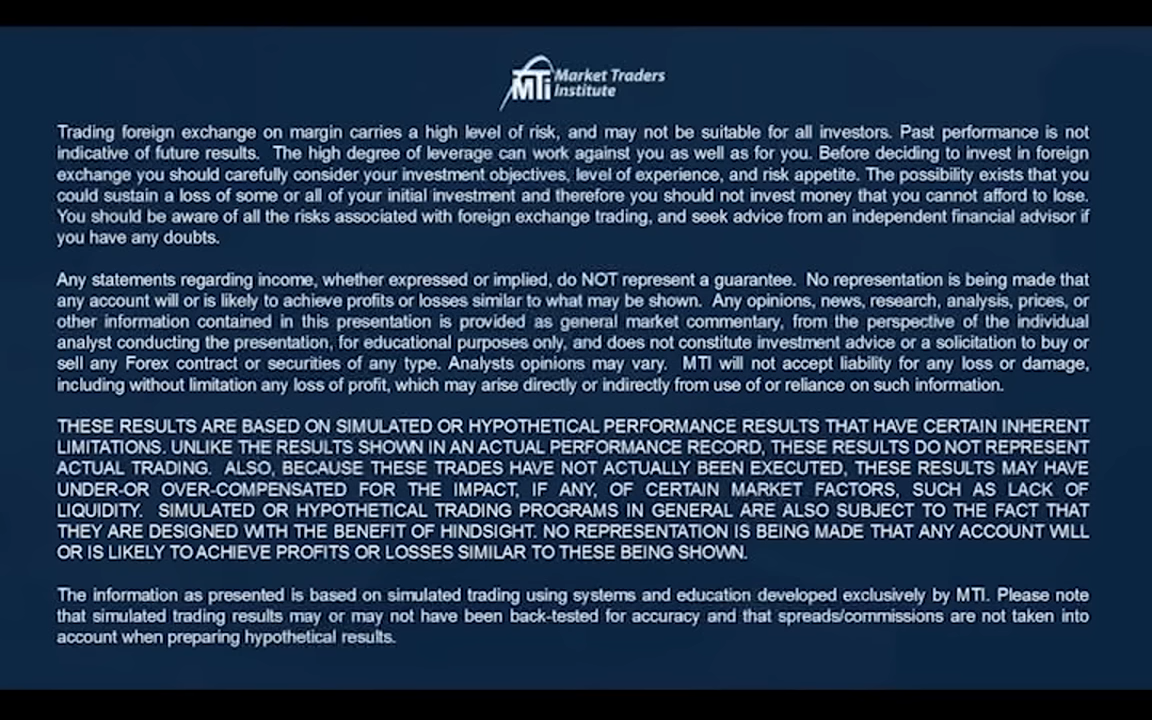 MTi Market Traders
Institute
Trading foreign exchange on margin carries a high level of risk, and may not be suitable for all investors. Past performance is not
indicative of future results. The high degree of leverage can work against you as well as for you. Before deciding to invest in foreign
exchange you should carefully consider your investment objectives, level of experience, and risk appetite. The possibility exists that you
could sustain a loss of some or all of your initial investment and therefore you should not invest money that you cannot afford to lose.
You should be aware of all the risks associated with foreign exchange trading, and seek advice from an independent financial advisor if
you have any doubts.
Any statements regarding income, whether expressed or implied, do NOT represent a guarantee. No representation is being made that
any account will or is likely to achieve profits or losses similar to what may be shown. Any opinions, news, research, analysis, prices, or
other information contained in this presentation is provided as general market commentary, from the perspective of the individual
analyst conducting the presentation, for educational purposes only, and does not constitute investment advice or a solicitation to buy or
sell any Forex contract or securities of any type. Analysts opinions may vary. MTI will not accept liability for any loss or damage,
including without limitation any loss of profit, which may arise directly or indirectly from use of or reliance on such information.
THESE RESULTS ARE BASED ON SIMULATED OR HYPOTHETICAL PERFORMANCE RESULTS THAT HAVE CERTAIN INHERENT
LIMITATIONS. UNLIKE THE RESULTS SHOWN IN AN ACTUAL PERFORMANCE RECORD, THESE RESULTS DO NOT REPRESENT
ACTUAL TRADING. ALSO, BECAUSE THESE TRADES HAVE NOT ACTUALLY BEEN EXECUTED, THESE RESULTS MAY HAVE
UNDER-OR OVER-COMPENSATED FOR THE IMPACT, IF ANY, OF CERTAIN MARKET FACTORS, SUCH AS LACK OF
LIQUIDITY. SIMULATED OR HYPOTHETICAL TRADING PROGRAMS IN GENERAL ARE ALSO SUBJECT TO THE FACT THAT
THEY ARE DESIGNED WITH THE BENEFIT OF HINDSIGHT. NO REPRESENTATION IS BEING MADE THAT ANY ACCOUNT WILL
OR IS LIKELY TO ACHIEVE PROFITS OR LOSSES SIMILAR TO THESE BEING SHOWN.
The information as presented is based on simulated trading using systems and education developed exclusively by MTI. Please note
that simulated trading results may or may not have been back-tested for accuracy and that spreads/commissions are not taken into
account when preparing hypothetical results.